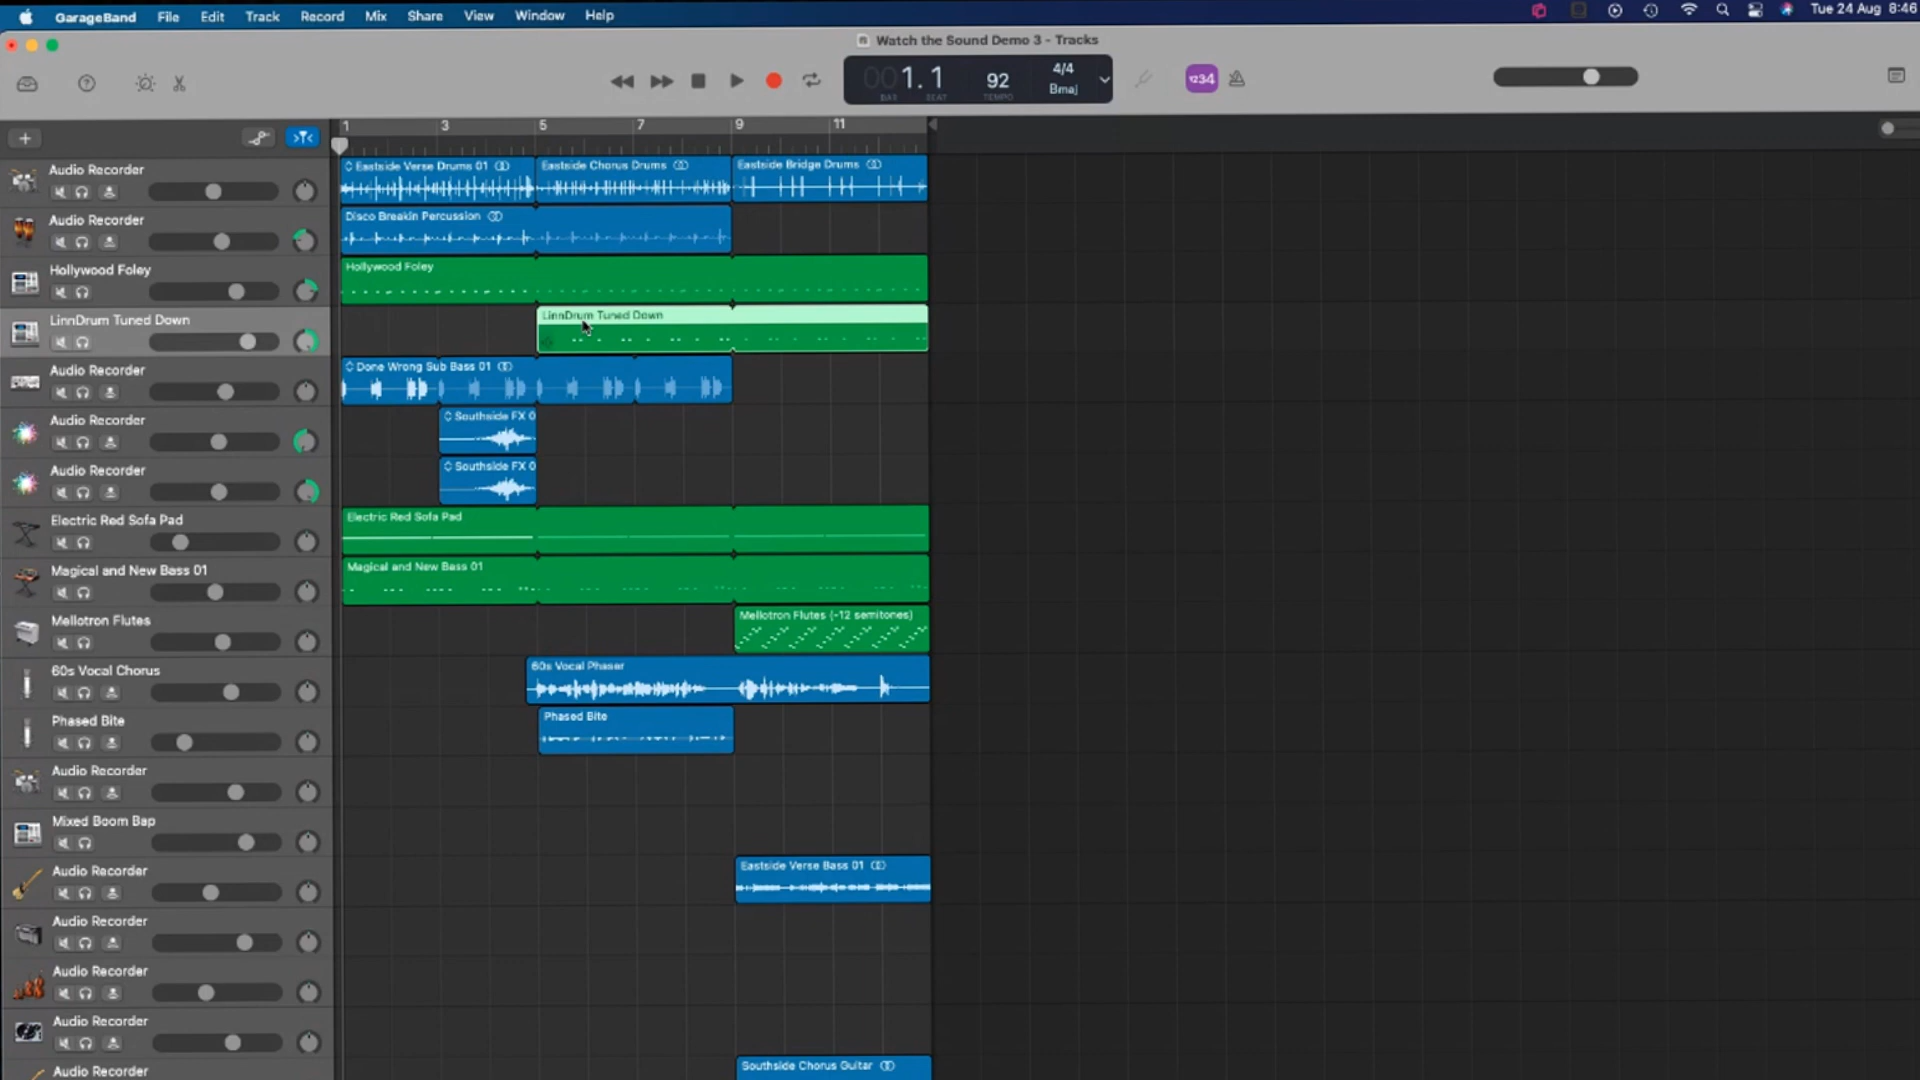 GarageBand File Edit Track Record Mix Share View Window Help Tue 24 Aug 8:46
Watch the Sound Demo 3 - Tracks
001.1 92 4/4
Bmaj
BAR BEAT TEMPO
1234
1 3 5 7 9 11
Audio Recorder
Eastside Verse Drums 01 Eastside Chorus Drums Eastside Bridge Drums
Audio Recorder
Disco Breakin Percussion
Hollywood Foley
Hollywood Foley
LinnDrum Tuned Down
LinnDrum Tuned Down
Audio Recorder
Done Wrong Sub Bass 01
Audio Recorder
Southside FX 0
Audio Recorder
Southside FX 0
Electric Red Sofa Pad
Electric Red Sofa Pad
Magical and New Bass 01
Magical and New Bass 01
Mellotron Flutes
Mellotron Flutes (-12 semitones)
60s Vocal Chorus
60s Vocal Phaser
Phased Bite
Phased Bite
Audio Recorder
Mixed Boom Bap
Audio Recorder
Eastside Verse Bass 01
Audio Recorder
Audio Recorder
Audio Recorder
Audio Recorder
Southside Chorus Guitar